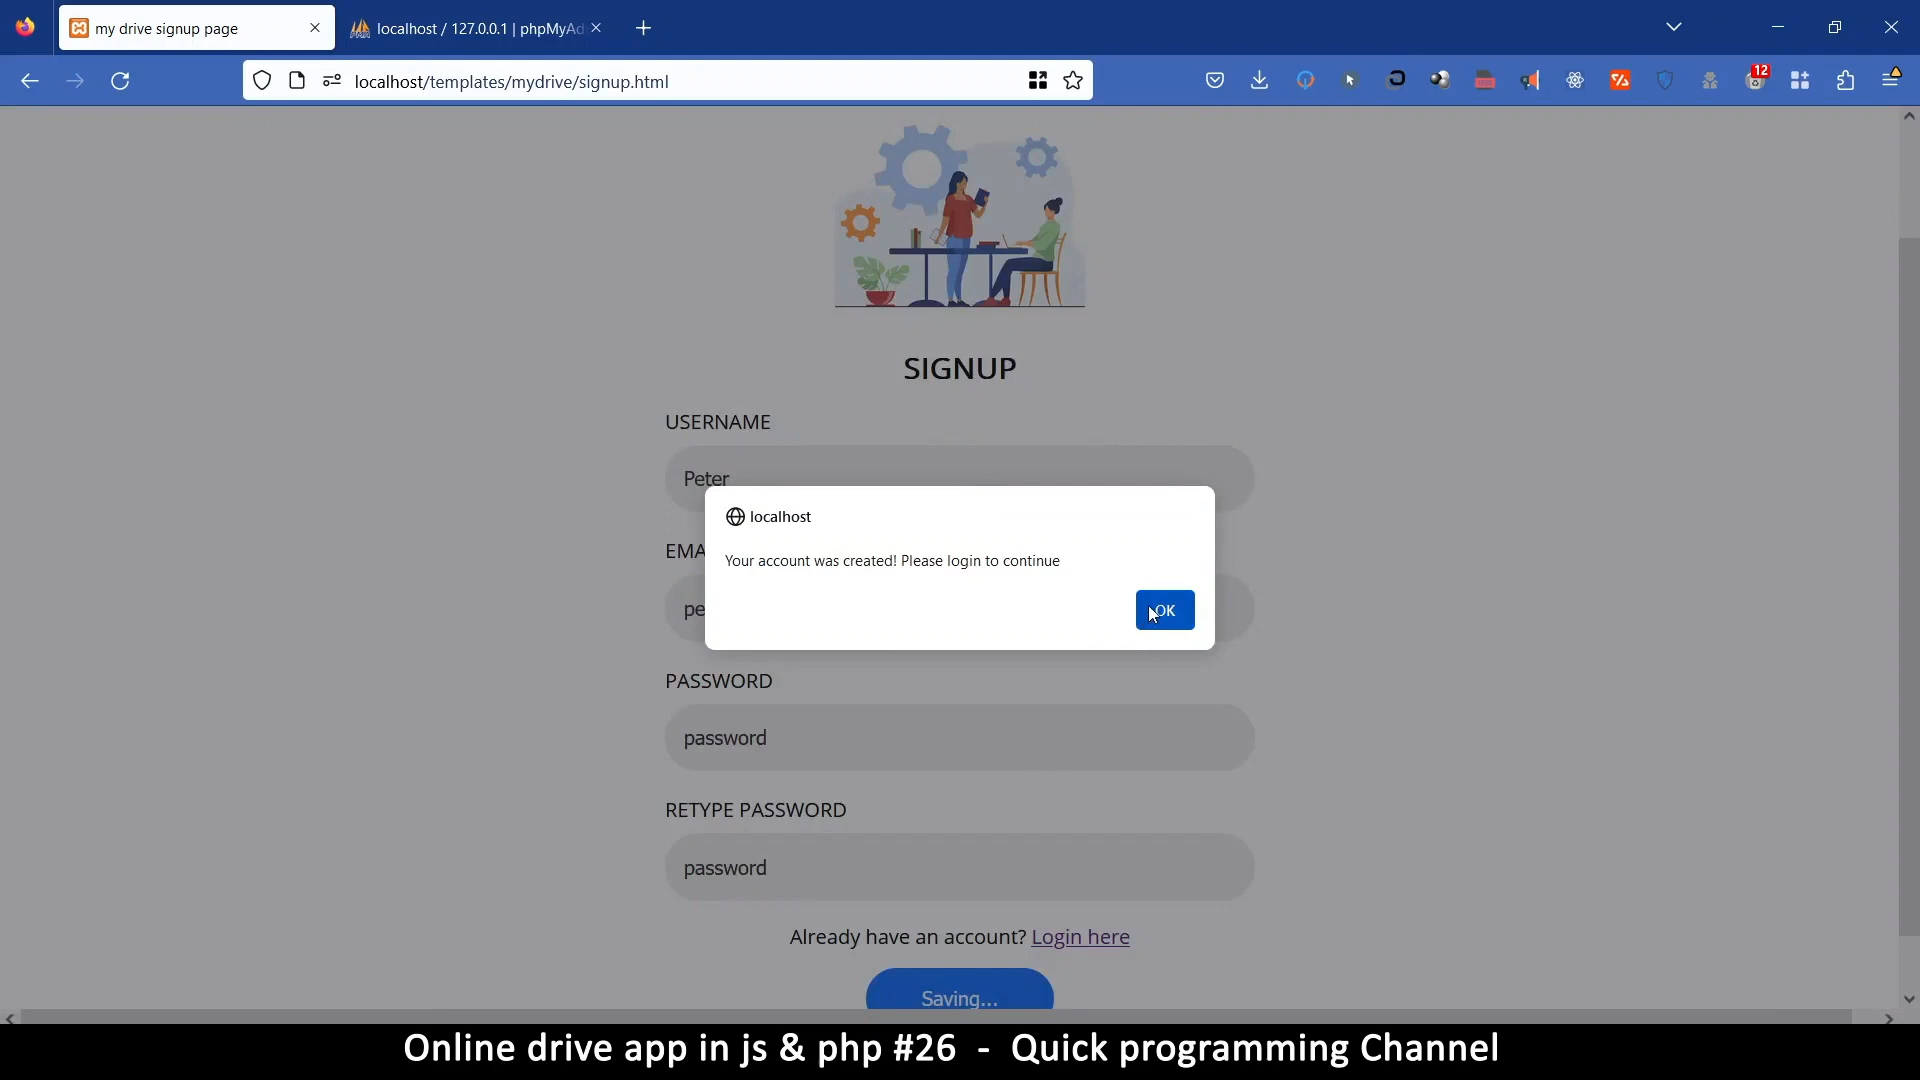 my drive signup page
localhost / 127.0.0.1 | phpMyAd
localhost/templates/mydrive/signup.html
12
SIGNUP
USERNAME
Peter
localhost
EMA
Your account was created! Please login to continue
pe
OK
PASSWORD
password
RETYPE PASSWORD
password
Already have an account? Login here
Saving...
Online drive app in js & php #26 - Quick programming Channel